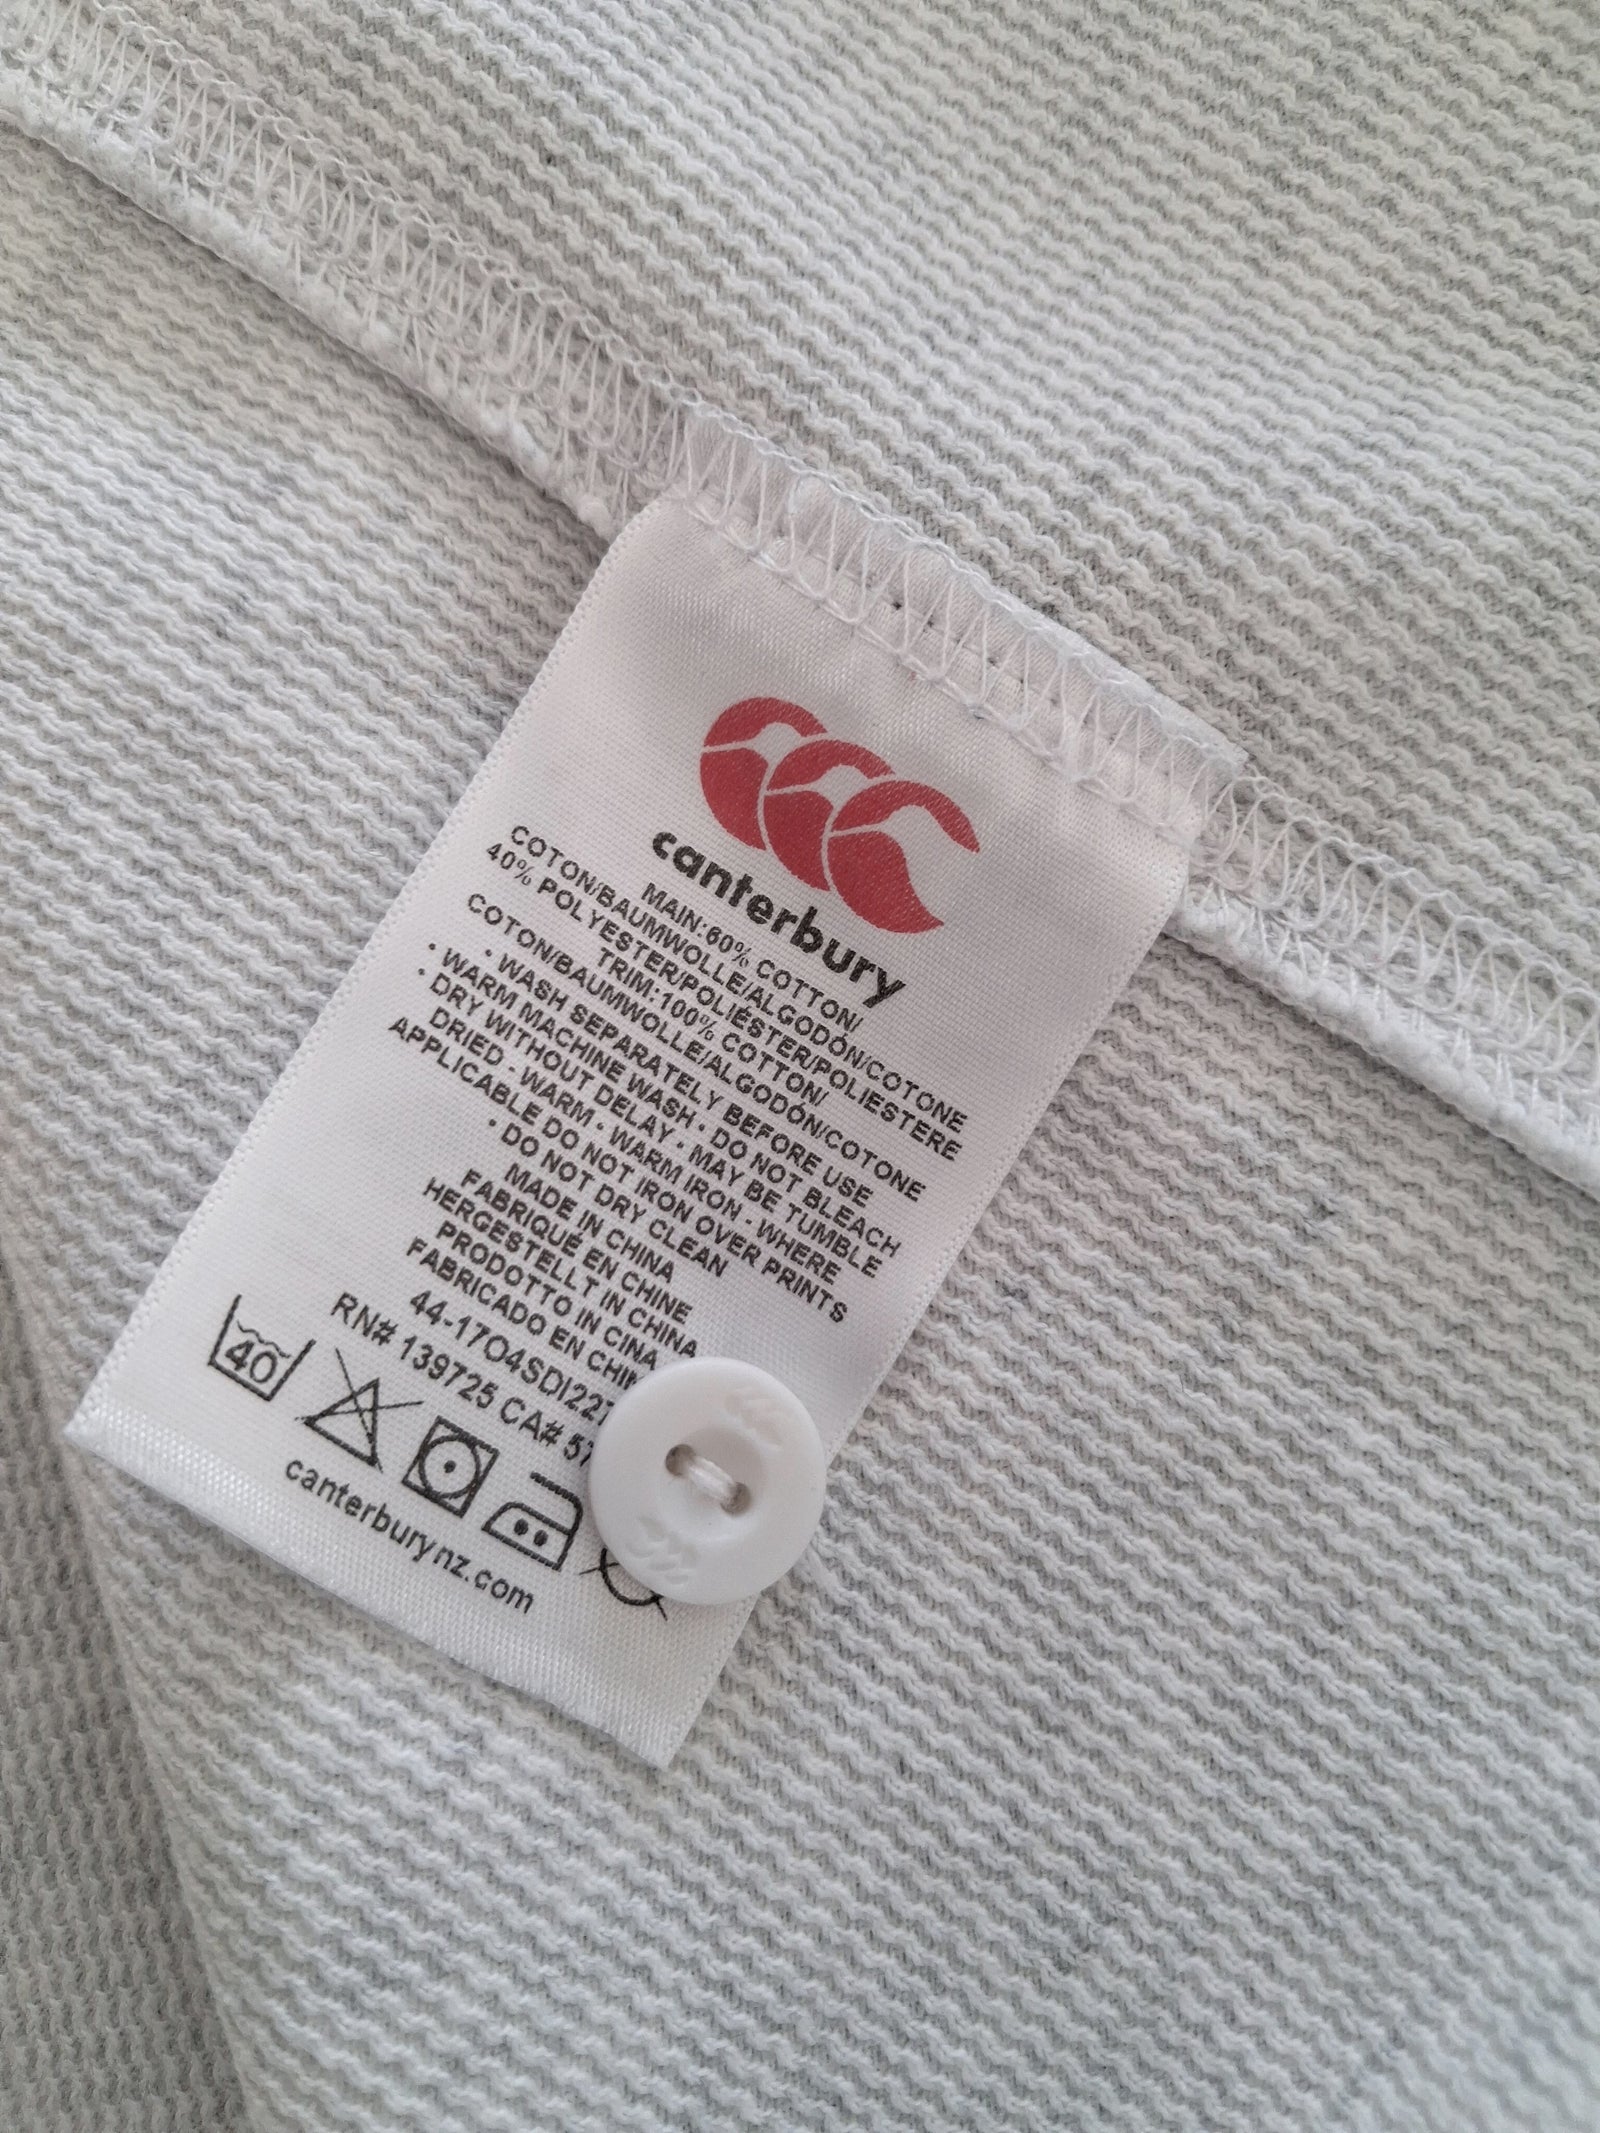 canterbury
MAIN:60% COTTON/
COTON/BAUMWOLLE/ALGODÓN/COTONE
40% POLYESTER/POLIÉSTER/POLIESTERE
TRIM:100% COTTON/
COTON/BAUMWOLLE/ALGODÓN/COTONE
• WASH SEPARATELY BEFORE USE
• WARM MACHINE WASH • DO NOT BLEACH
• DRY WITHOUT DELAY • MAY BE TUMBLE
DRIED - WARM • WARM IRON - WHERE
APPLICABLE DO NOT IRON OVER PRINTS
• DO NOT DRY CLEAN
MADE IN CHINA
FABRIQUÉ EN CHINE
HERGESTELLT IN CHINA
PRODOTTO IN CINA
FABRICADO EN
44-17O4SDI227
RN# 139725 CA# 57
40
canterburynz.com